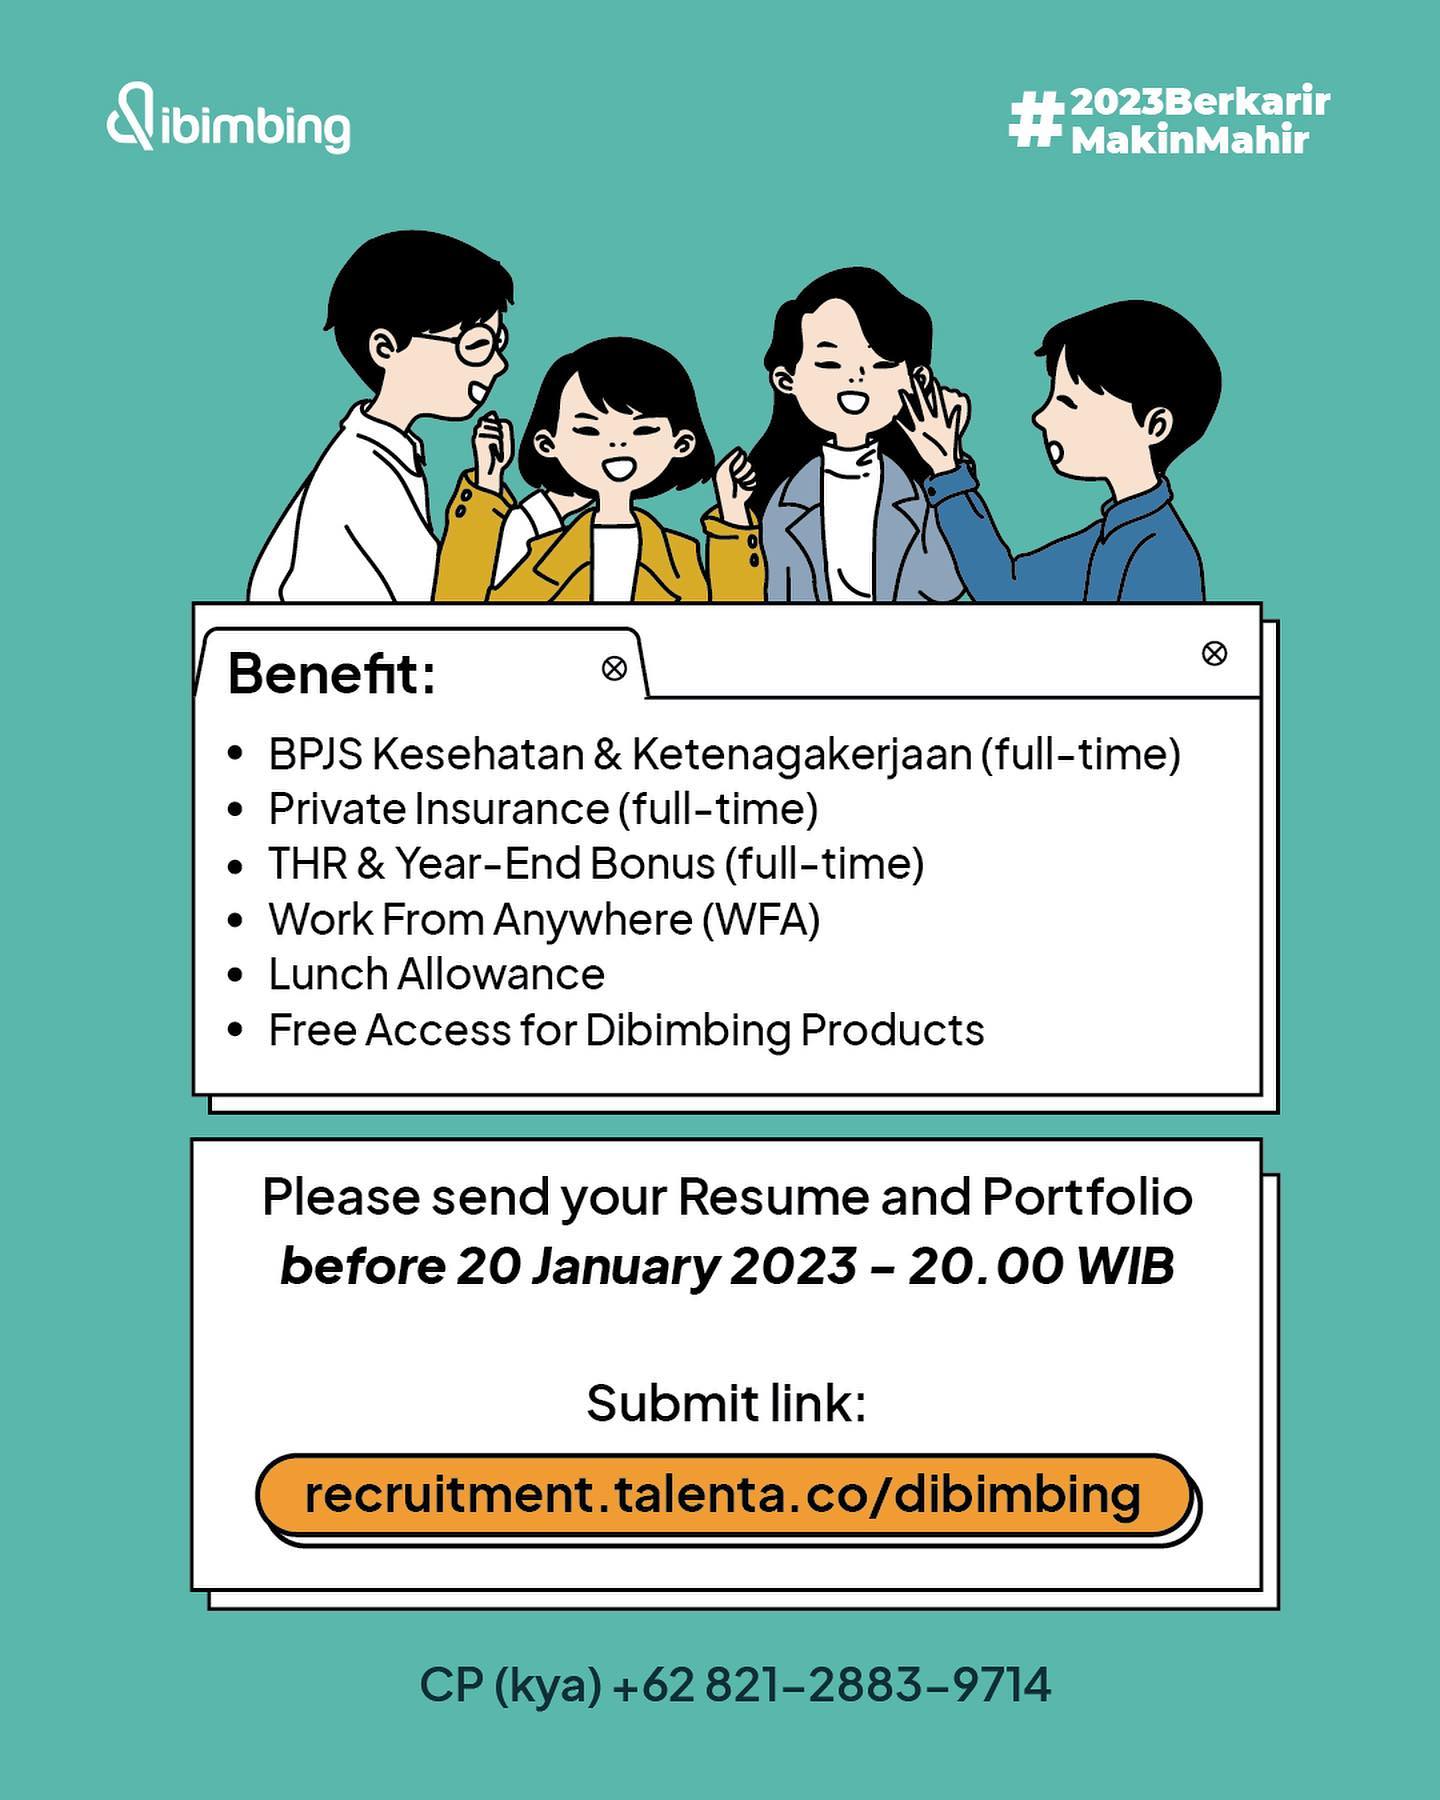 dibimbing
#2023Berkarir
MakinMahir
Benefit:
• BPJS Kesehatan & Ketenagakerjaan (full-time)
• Private Insurance (full-time)
• THR & Year-End Bonus (full-time)
• Work From Anywhere (WFA)
• Lunch Allowance
• Free Access for Dibimbing Products
Please send your Resume and Portfolio
before 20 January 2023 - 20.00 WIB
Submit link:
recruitment.talenta.co/dibimbing
CP (kya) +62 821-2883-9714